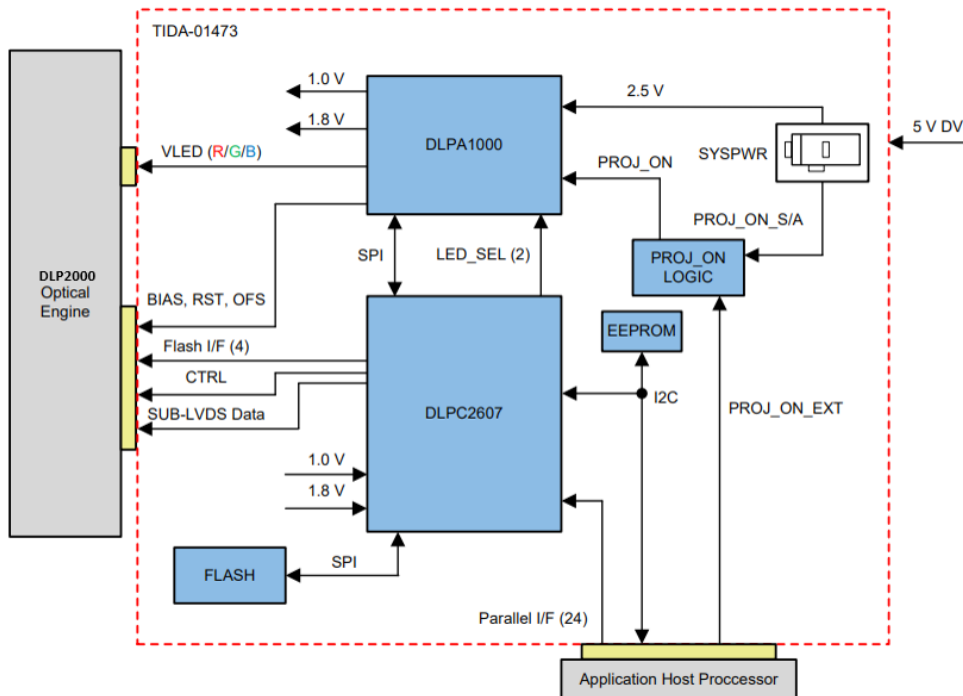 TIDA-01473
DLP2000
Optical
Engine
1.0 V
1.8 V
VLED (R/G/B)
DLPA1000
2.5 V
SYSPWR
5 V DV
PROJ_ON
PROJ_ON_S/A
PROJ_ON
LOGIC
SPI
LED_SEL (2)
BIAS, RST, OFS
Flash I/F (4)
CTRL
SUB-LVDS Data
DLPC2607
EEPROM
I2C
PROJ_ON_EXT
1.0 V
1.8 V
FLASH
SPI
Parallel I/F (24)
Application Host Proccessor